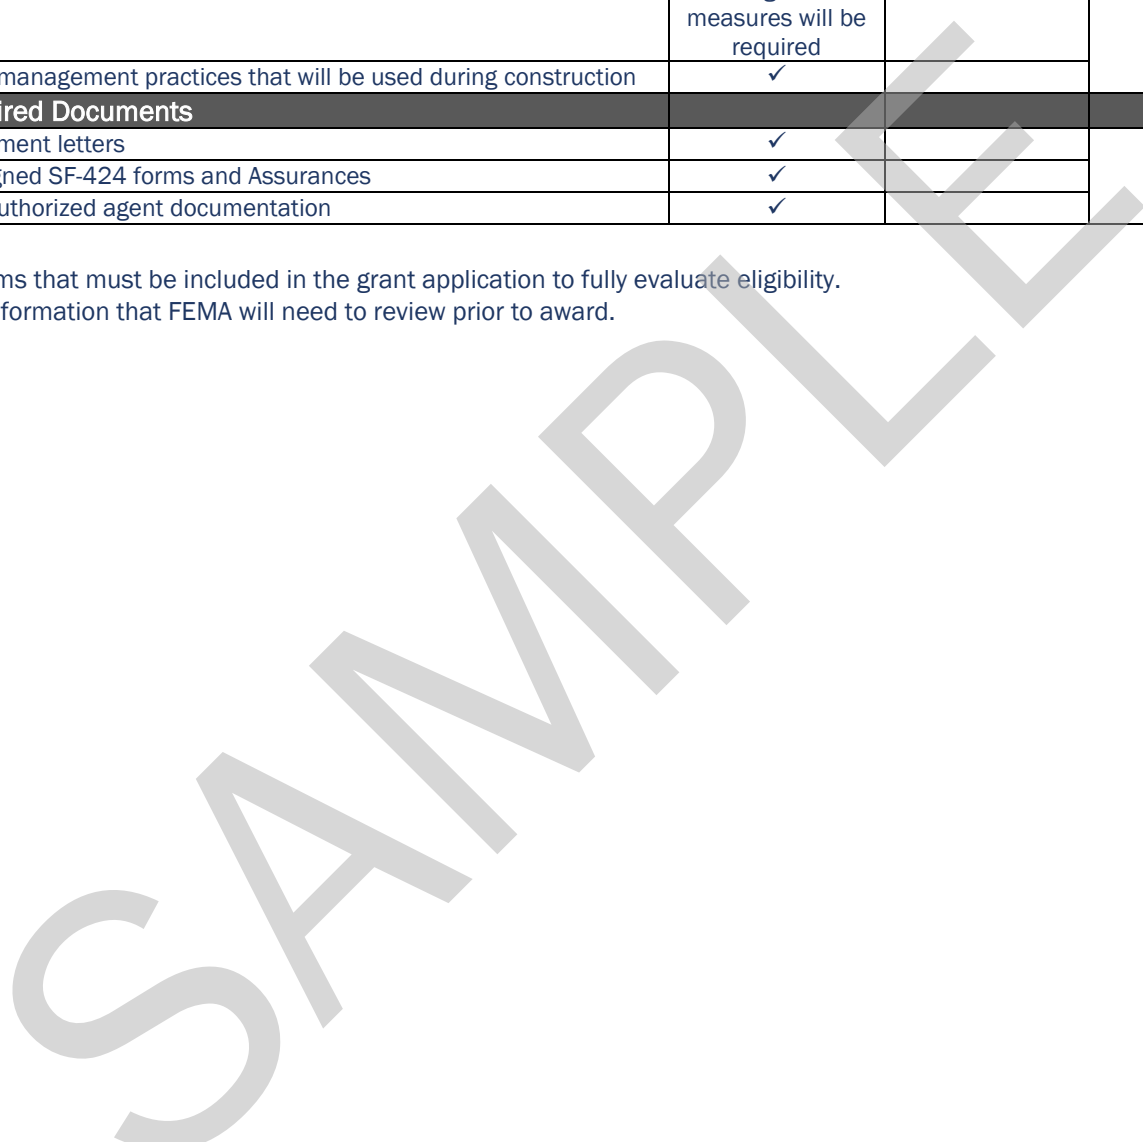 measures will be
required
management practices that will be used during construction ✓
ired Documents
ment letters ✓
gned SF-424 forms and Assurances ✓
uthorized agent documentation ✓
ms that must be included in the grant application to fully evaluate eligibility.
formation that FEMA will need to review prior to award.
SAMPLE